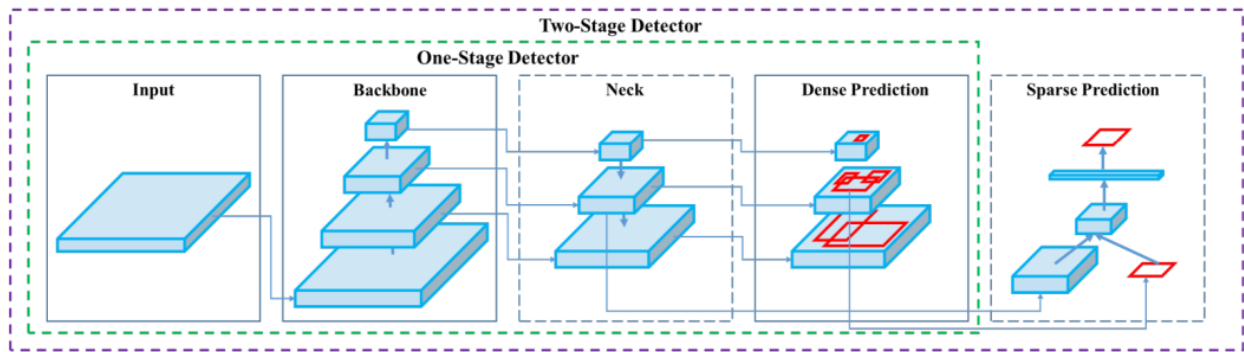 Two-Stage Detector
One-Stage Detector
Input
Backbone
Neck
Dense Prediction
Sparse Prediction